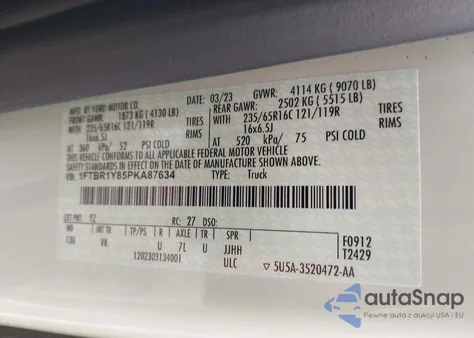 MFD. BY FORD MOTOR CO.
03/23 GVWR: 4114 KG ( 9070 LB)
FRONT GAWR: 1873 KG ( 4130 LB) REAR GAWR: 2502 KG ( 5515 LB)
WITH 235/65R16C 121/119R TIRES WITH 235/65R16C 121/119R TIRES
16x6.5J 16x6.5J
AT 360 kPa/ 52 PSI COLD AT 520 kPa/ 75 PSI COLD
THIS VEHICLE CONFORMS TO ALL APPLICABLE FEDERAL MOTOR VEHICLE
SAFETY STANDARDS IN EFFECT ON THE DATE OF MANUFACTURE SHOWN ABOVE.
VIN: 1FTBR1Y85PKA87634 TYPE: Truck
EXT PNT: YZ RC: 27 DSO:
WB INT TR TP/PS R AXLE TR SPR
VK U 7L U JJHH F0912
1202303134001 ULC T2429
5U5A-3520472-AA
autoSnap
Pewne auta z aukcji USA i EU